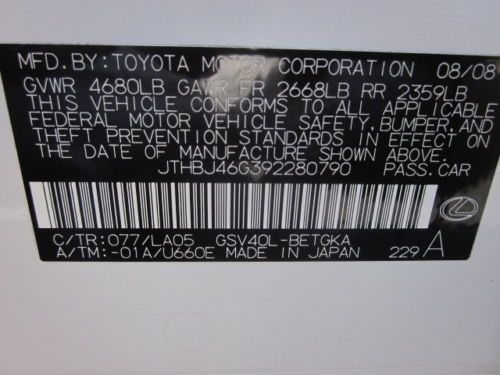 MFD.BY:TOYOTA MOTOR CORPORATION 08/08
GVWR 4680LB GAWR FR 2668LB RR 2359LB
THIS VEHICLE CONFORMS TO ALL APPLICABLE
FEDERAL MOTOR VEHICLE SAFETY, BUMPER, AND
THEFT PREVENTION STANDARDS IN EFFECT ON
THE DATE OF MANUFACTURE SHOWN ABOVE.
JTHBJ46G392280790 PASS.CAR
C/TR:077/LA05 GSV40L-BETGKA
A/TM:-01A/U660E MADE IN JAPAN 229 A